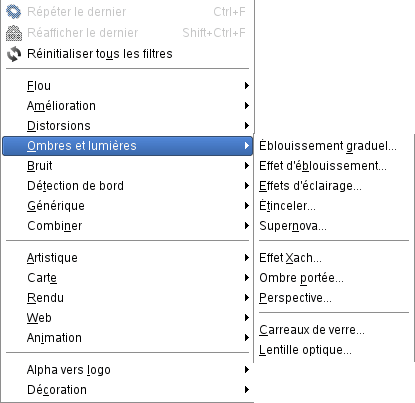 Répéter le dernier Ctrl+F
Réafficher le dernier Shift+Ctrl+F
Réinitialiser tous les filtres
Flou
Amélioration
Distorsions
Ombres et lumières
Bruit
Détection de bord
Générique
Combiner
Artistique
Carte
Rendu
Web
Animation
Alpha vers logo
Décoration
Éblouissement graduel...
Effet d'éblouissement...
Effets d'éclairage...
Étinceler...
Supernova...
Effet Xach...
Ombre portée...
Perspective...
Carreaux de verre...
Lentille optique...